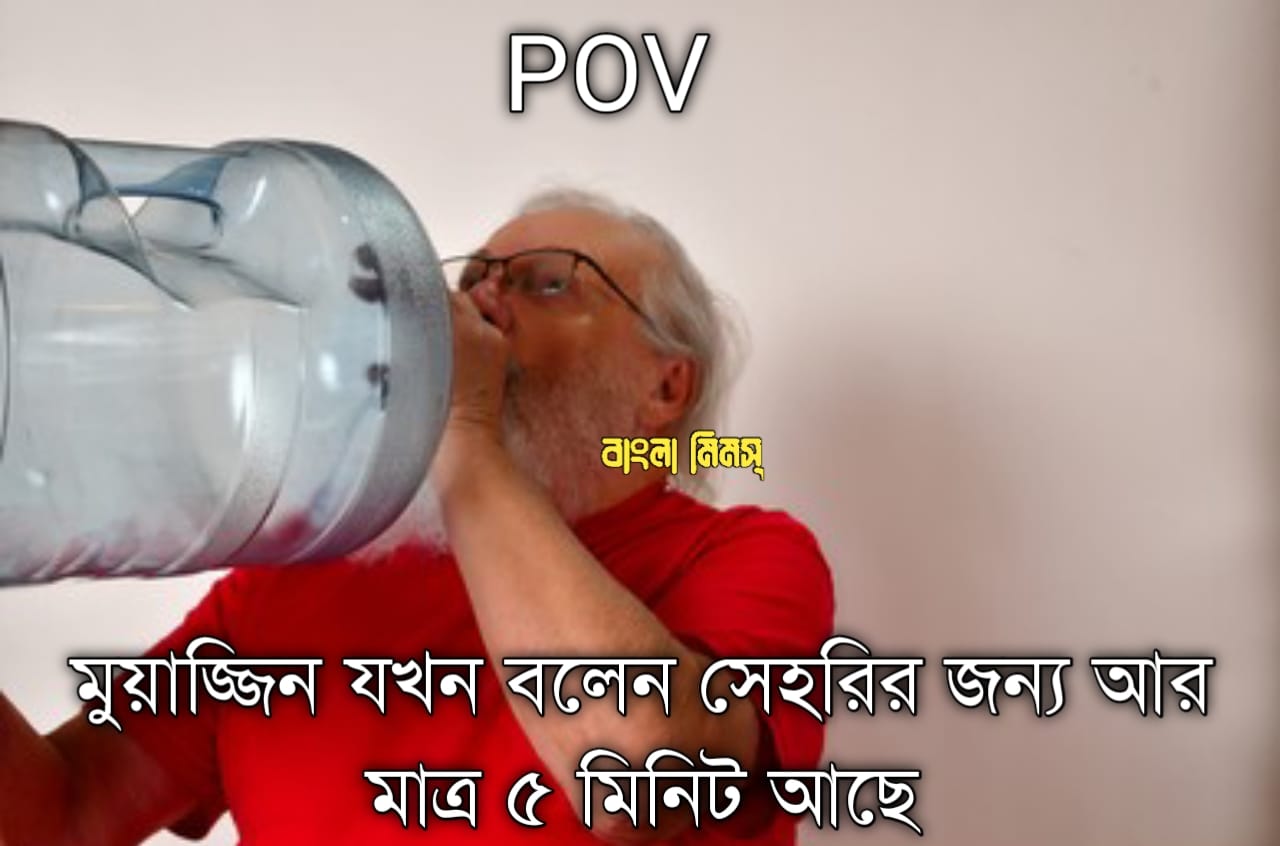 POV
বাংলা মিমস্
মুয়াজ্জিন যখন বলেন সেহরির জন্য আর
মাত্র ৫ মিনিট আছে